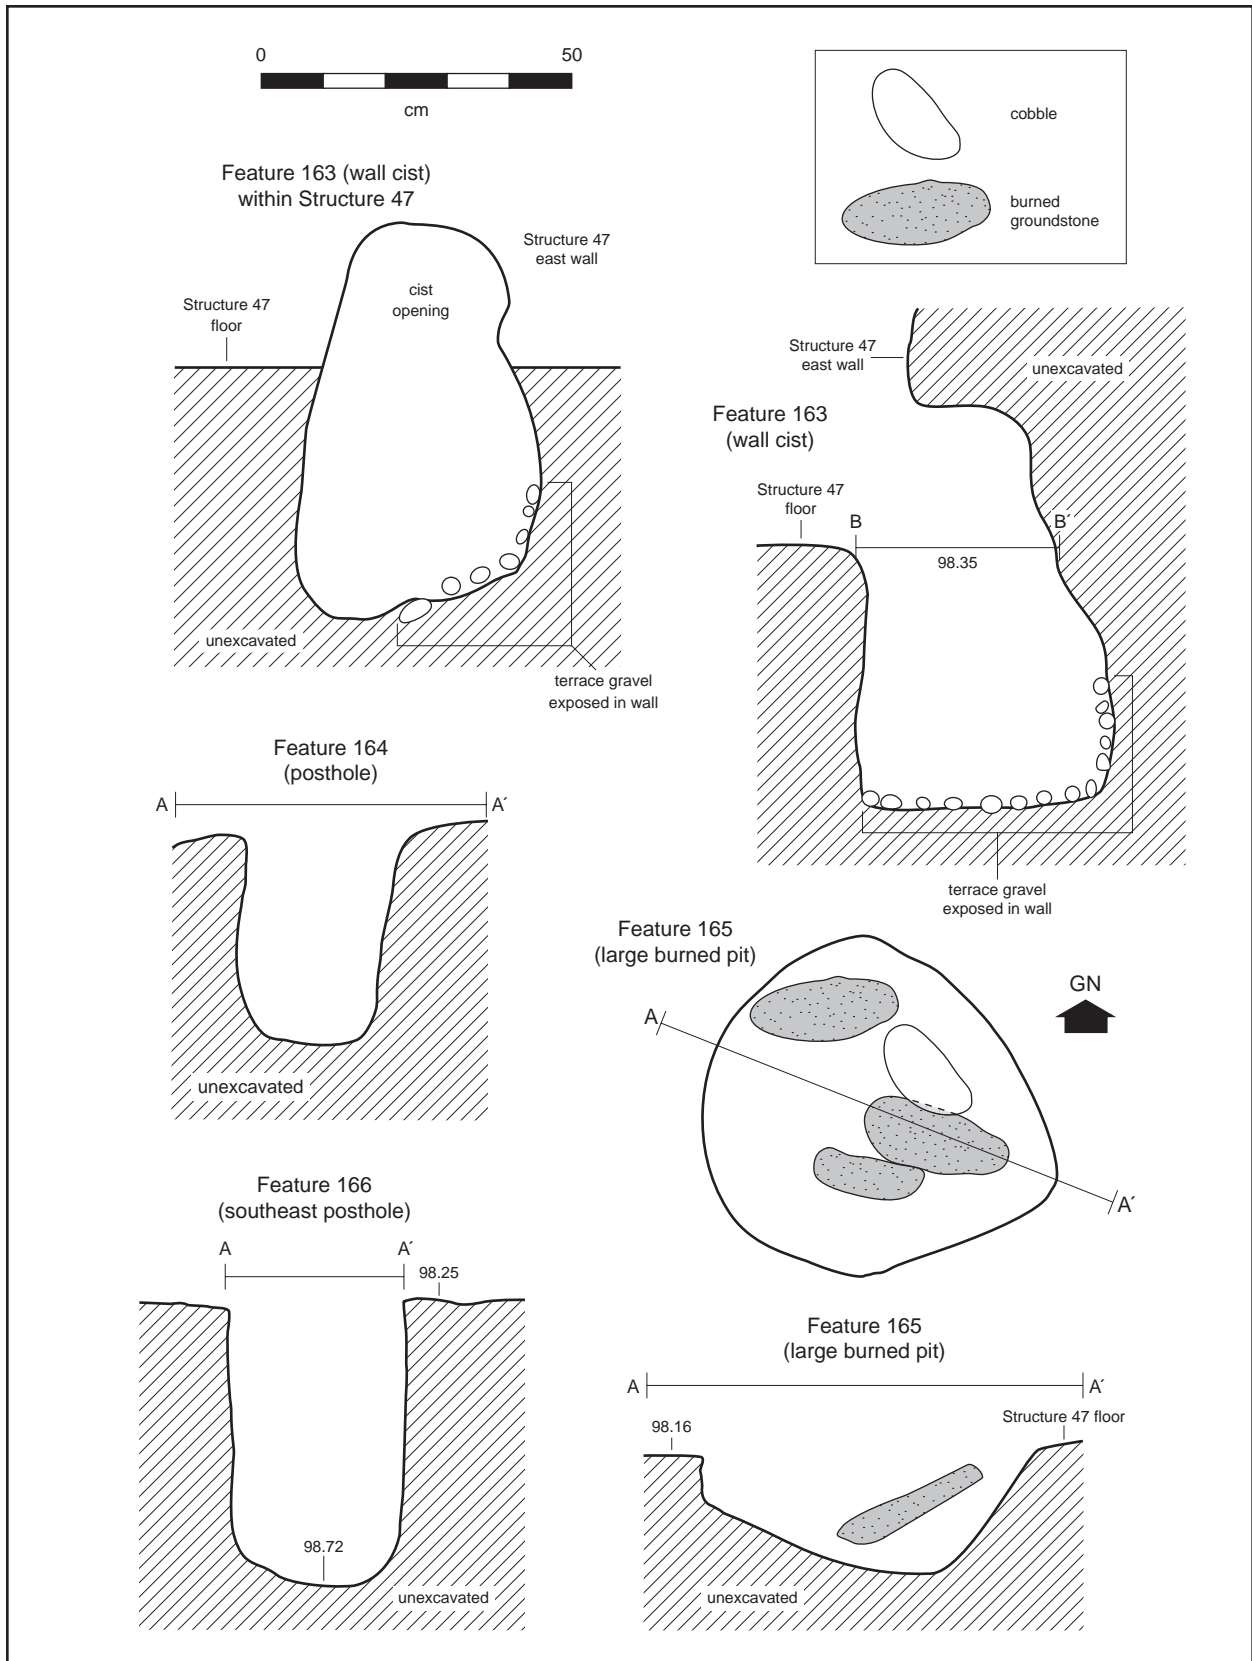 0 50
cm
cobble
burned
groundstone
Feature 163 (wall cist)
within Structure 47
Structure 47
east wall
cist
opening
Structure 47
floor
unexcavated
terrace gravel
exposed in wall
Structure 47
east wall
unexcavated
Feature 163
(wall cist)
Structure 47
floor
B B´
98.35
terrace gravel
exposed in wall
Feature 164
(posthole)
A A´
unexcavated
Feature 165
(large burned pit)
GN
A
A´
Feature 166
(southeast posthole)
A A´
98.25
98.72
unexcavated
Feature 165
(large burned pit)
A A´
98.16
Structure 47 floor
unexcavated